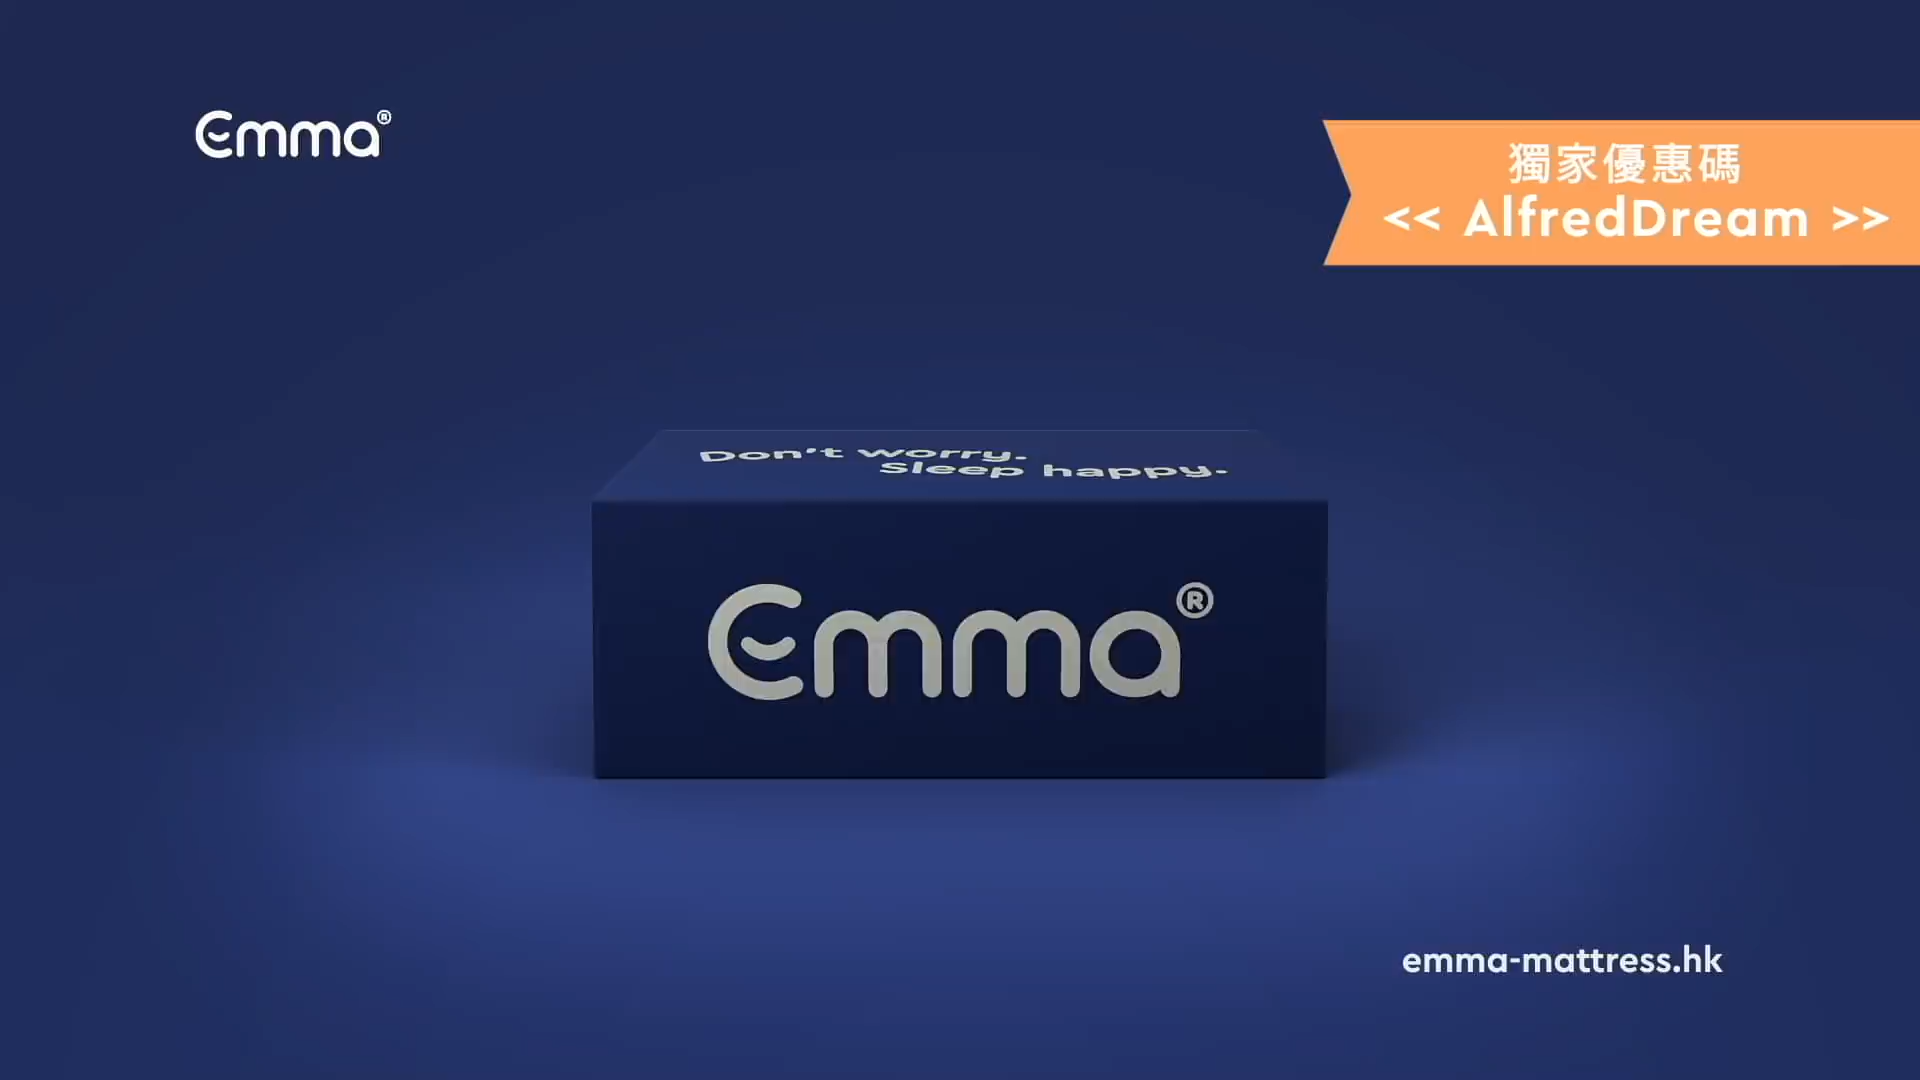 Emma®
獨家優惠碼
<< AlfredDream >>
Don't worry.
Sleep happy.
Emma®
emma-mattress.hk